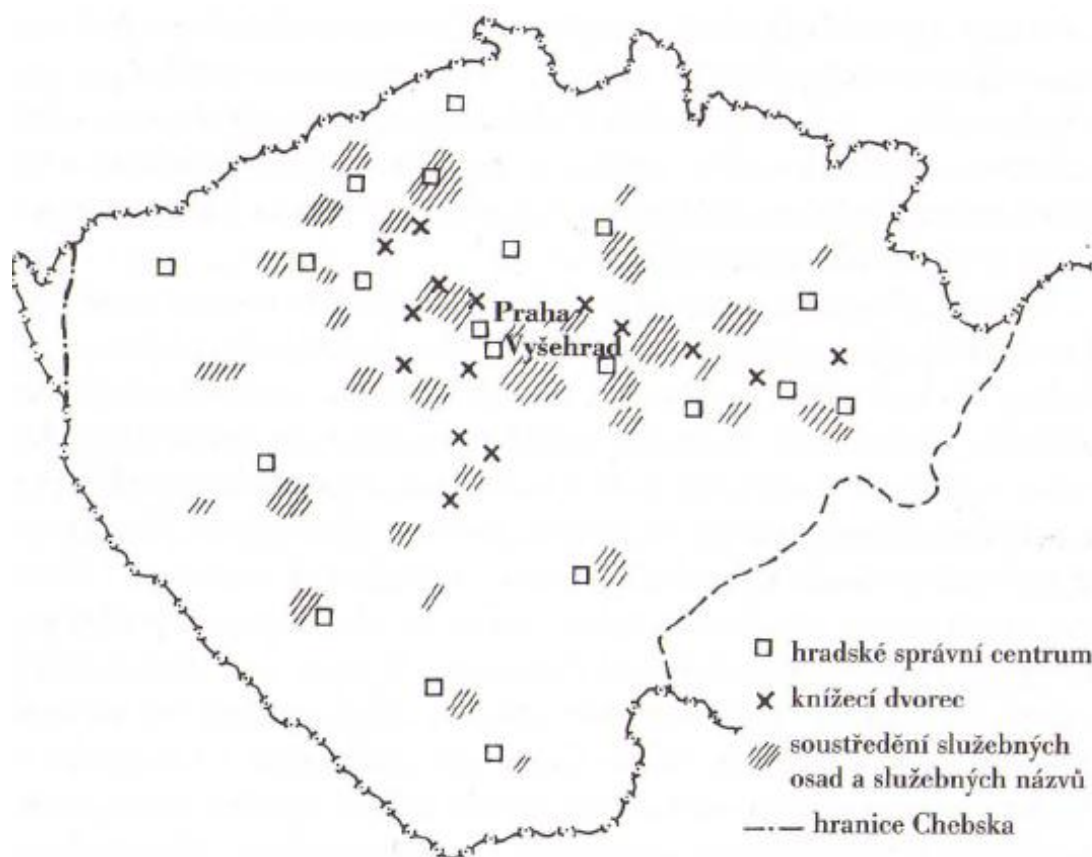 Praha
Vyšehrad
hradské správní centrum
knížecí dvorec
soustředění služebných
osad a služebných názvů
hranice Chebska